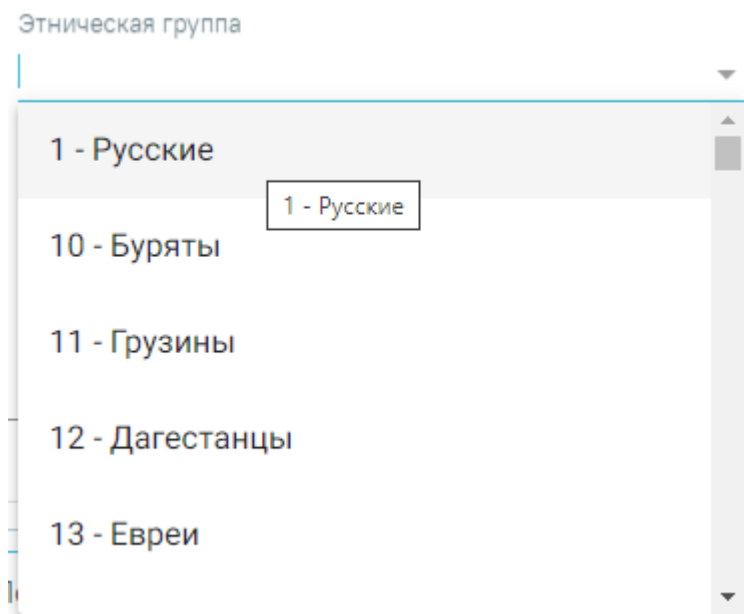 Этническая группа
1 - Русские
1 - Русские
10 - Буряты
11 - Грузины
12 - Дагестанцы
13 - Евреи